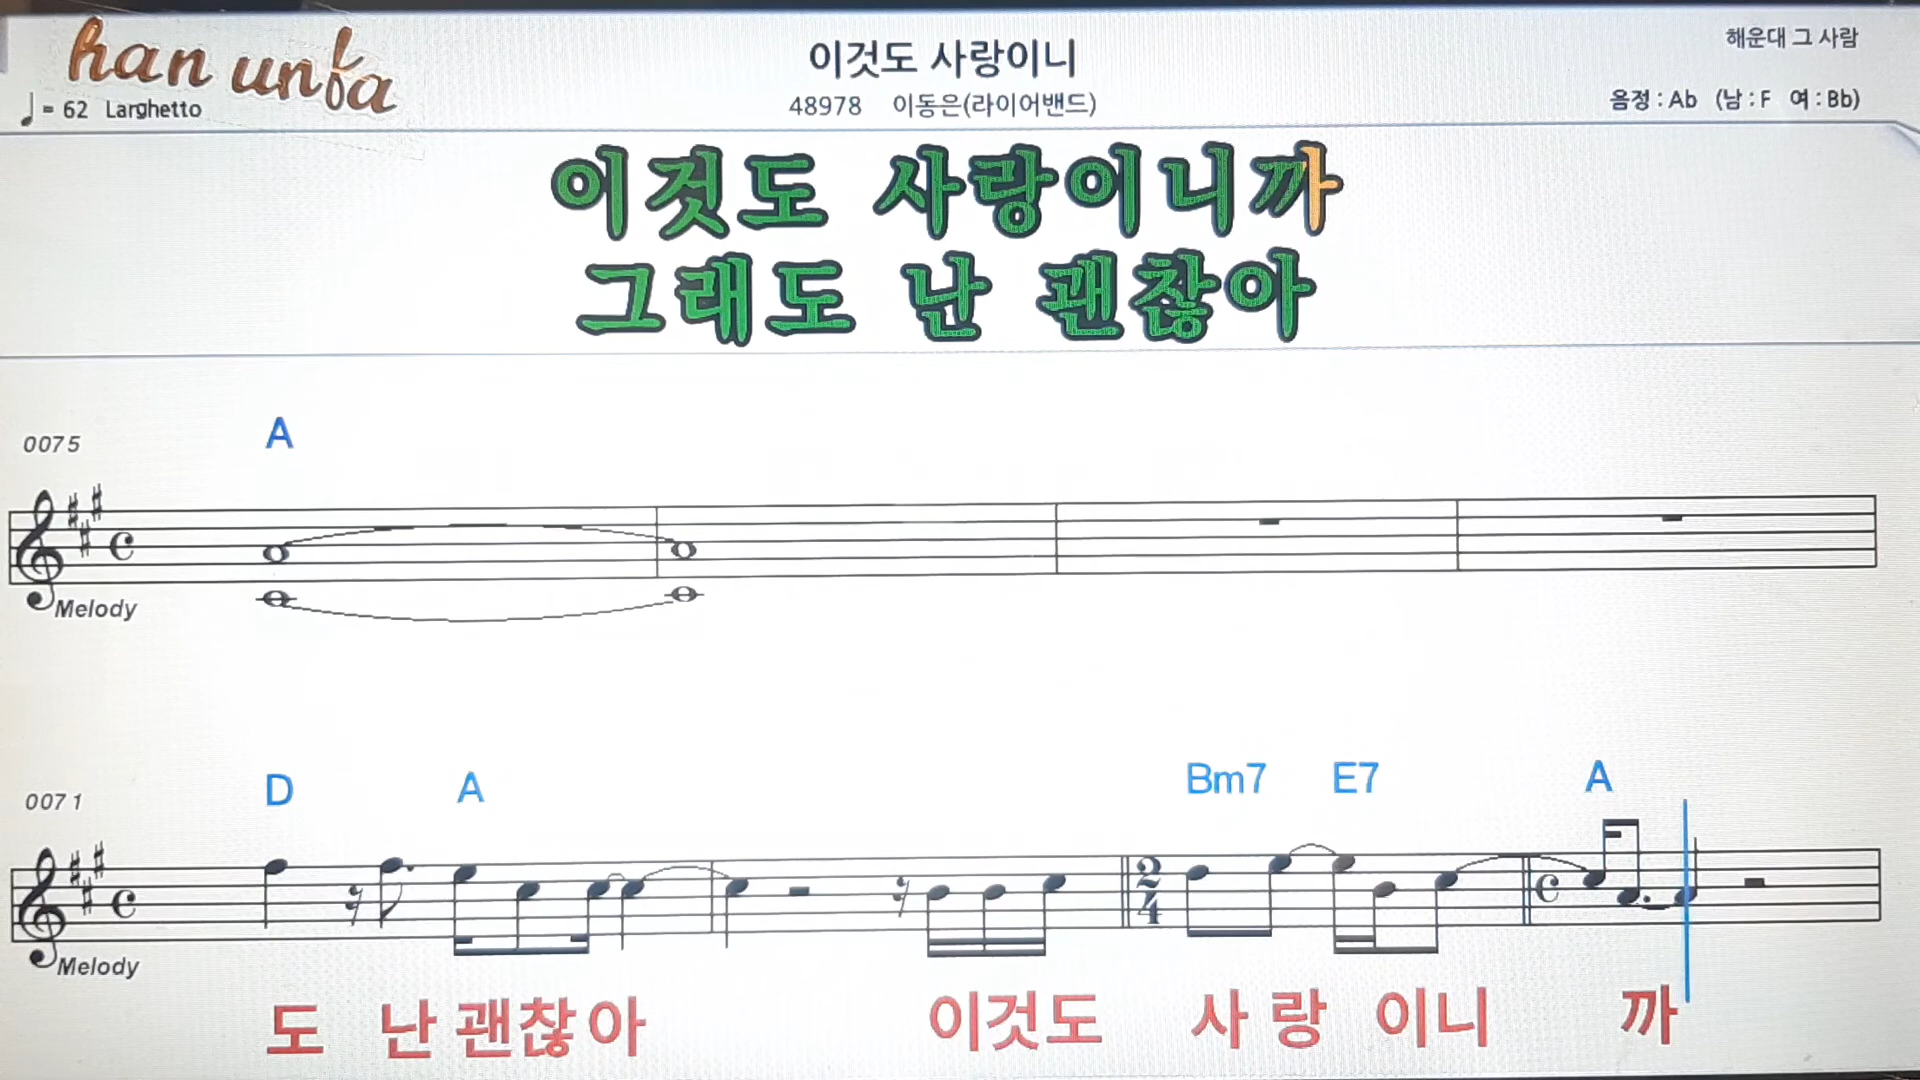 han unfa
♩= 62 Larghetto
이것도 사랑이니
48978 이동은(라이어밴드)
해운대 그 사람
음정 : Ab (남 : F 여 : Bb)
이것도 사랑이니까
그래도 난 괜찮아
0075
A
Melody
0071
D A Bm7 E7 A
2
4
Melody
도 난 괜찮아 이것도 사 랑 이니 까